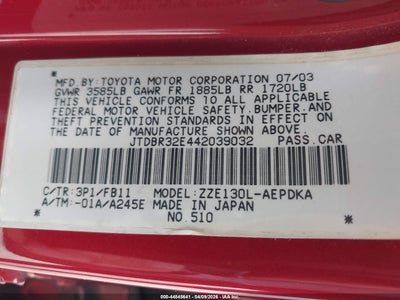 MFD.BY:TOYOTA MOTOR CORPORATION 07/03
GVWR 3585LB GAWR FR 1885LB RR 1720LB
THIS VEHICLE CONFORMS TO ALL APPLICABLE
FEDERAL MOTOR VEHICLE SAFETY,BUMPER,AND
THEFT PREVENTION STANDARDS IN EFFECT ON
THE DATE OF MANUFACTURE SHOWN ABOVE.
JTDBR32E442039032 PASS.CAR
C/TR:3P1/FB11 MODEL:ZZE130L-AEPDKA
A/TM:-01A/A245E MADE IN JAPAN
NO.510
000-44845641 - 04/09/2026 - IAAI US